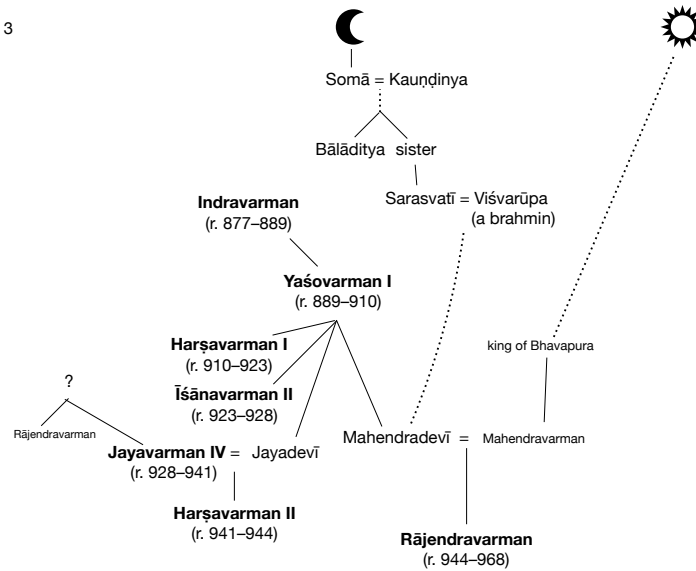 3
Somā = Kauṇḍinya
Bālāditya sister
Sarasvatī = Viśvarūpa
(a brahmin)
Indravarman
(r. 877–889)
Yaśovarman I
(r. 889–910)
Harṣavarman I
(r. 910–923)
king of Bhavapura
Īśānavarman II
(r. 923–928)
?
Rājendravarman
Jayavarman IV = Jayadevī
(r. 928–941)
Mahendradevī = Mahendravarman
Harṣavarman II
(r. 941–944)
Rājendravarman
(r. 944–968)